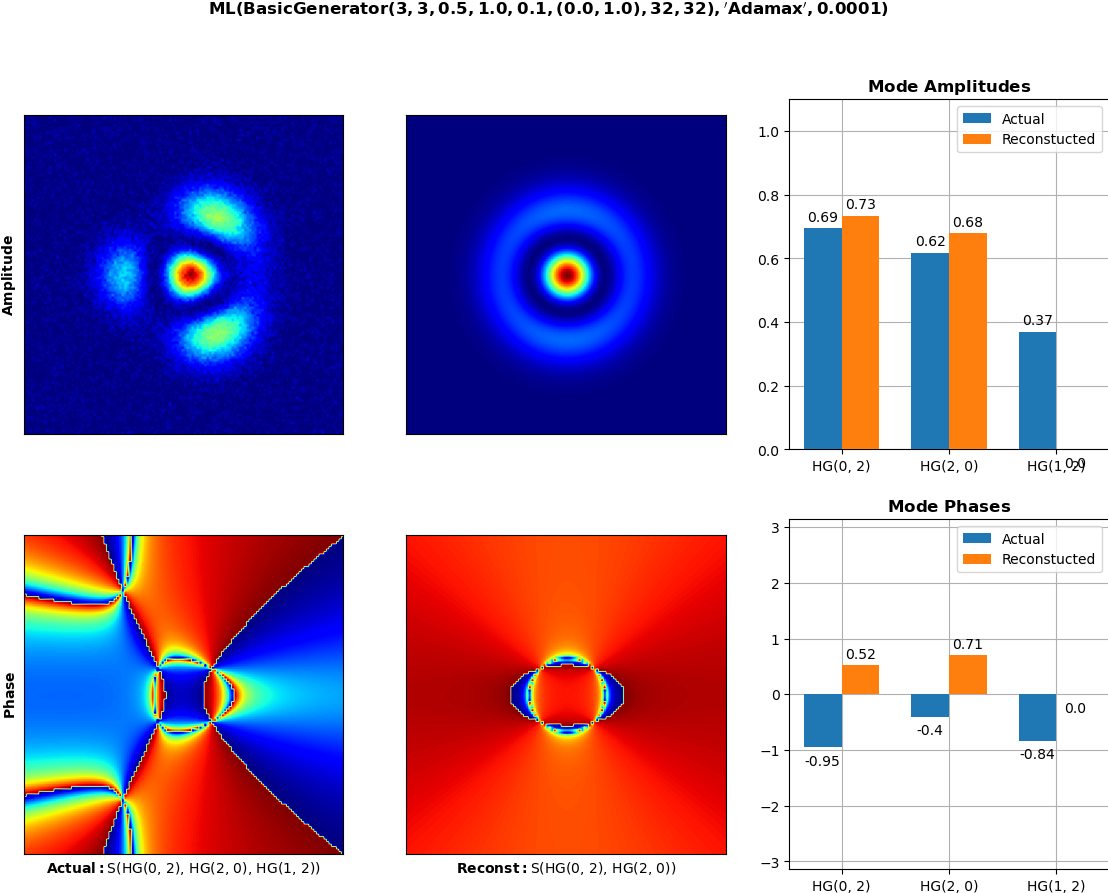 ML(BasicGenerator(3, 3, 0.5, 1.0, 0.1, (0.0, 1.0), 32, 32), ′Adamax′, 0.0001)
Amplitude
Mode Amplitudes
Actual
Reconstucted
1.0
0.8
0.6
0.4
0.2
0.0
0.69
0.73
0.62
0.68
0.37
0.0
HG(0, 2)
HG(2, 0)
HG(1, 2)
Phase
Actual: S(HG(0, 2), HG(2, 0), HG(1, 2))
Reconst: S(HG(0, 2), HG(2, 0))
Mode Phases
Actual
Reconstucted
3
2
1
0
−1
−2
−3
-0.95
0.52
-0.4
0.71
-0.84
0.0
HG(0, 2)
HG(2, 0)
HG(1, 2)